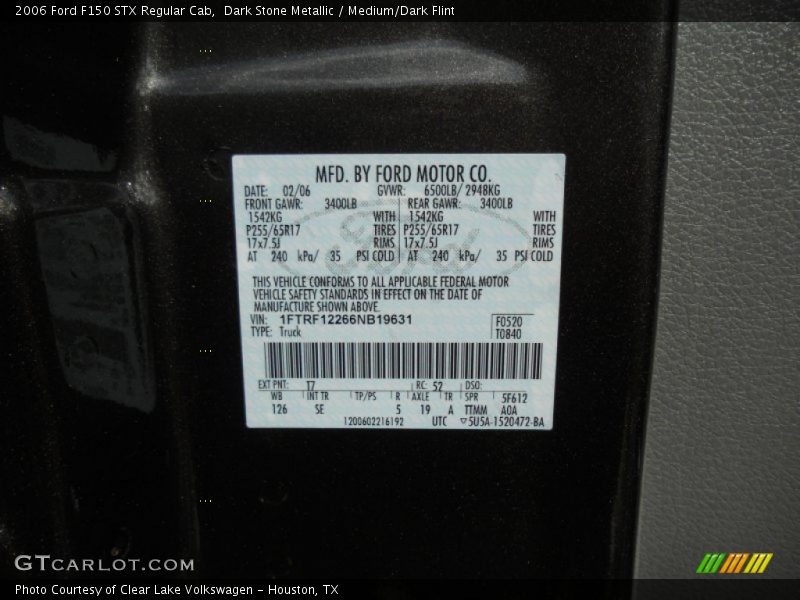 2006 Ford F150 STX Regular Cab,  Dark Stone Metallic / Medium/Dark Flint
MFD. BY FORD MOTOR CO.
DATE: 02/06 GVWR: 6500LB/ 2948KG
FRONT GAWR: 3400LB REAR GAWR: 3400LB
1542KG WITH 1542KG WITH
P255/65R17 TIRES P255/65R17 TIRES
17x7.5J RIMS 17x7.5J RIMS
AT 240 kPa/ 35 PSI COLD AT 240 kPa/ 35 PSI COLD
THIS VEHICLE CONFORMS TO ALL APPLICABLE FEDERAL MOTOR
VEHICLE SAFETY STANDARDS IN EFFECT ON THE DATE OF
MANUFACTURE SHOWN ABOVE.
VIN: 1FTRF12266NB19631
TYPE: Truck
F0520
T0840
EXT PNT: T7 RC: 52 DSO:
WB INT TR TP/PS R AXLE TR SPR 5F612
126 SE 5 19 A TTMM AOA
1200602216192 UTC ▽5U5A-1520472-BA
GTCARLOT.COM
Photo Courtesy of Clear Lake Volkswagen – Houston, TX